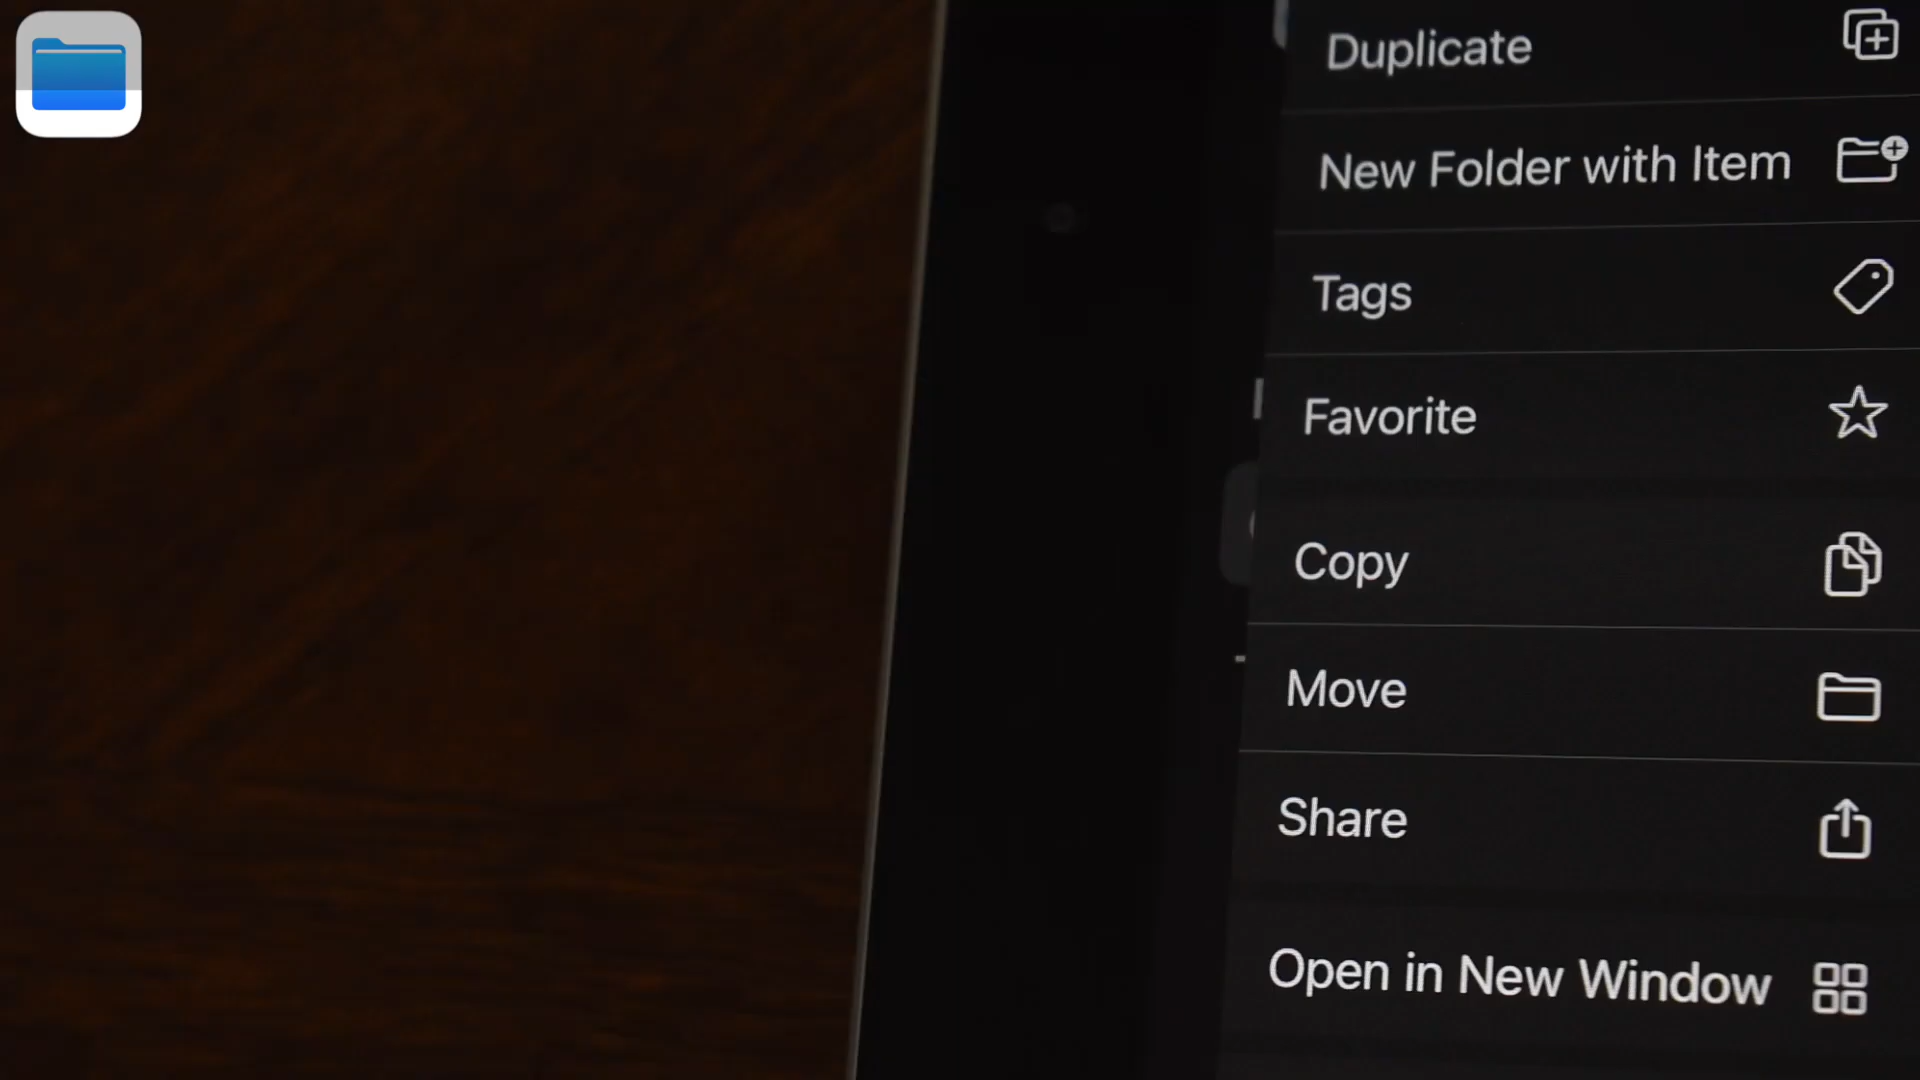 Duplicate
New Folder with Item
Tags
Favorite
Copy
Move
Share
Open in New Window